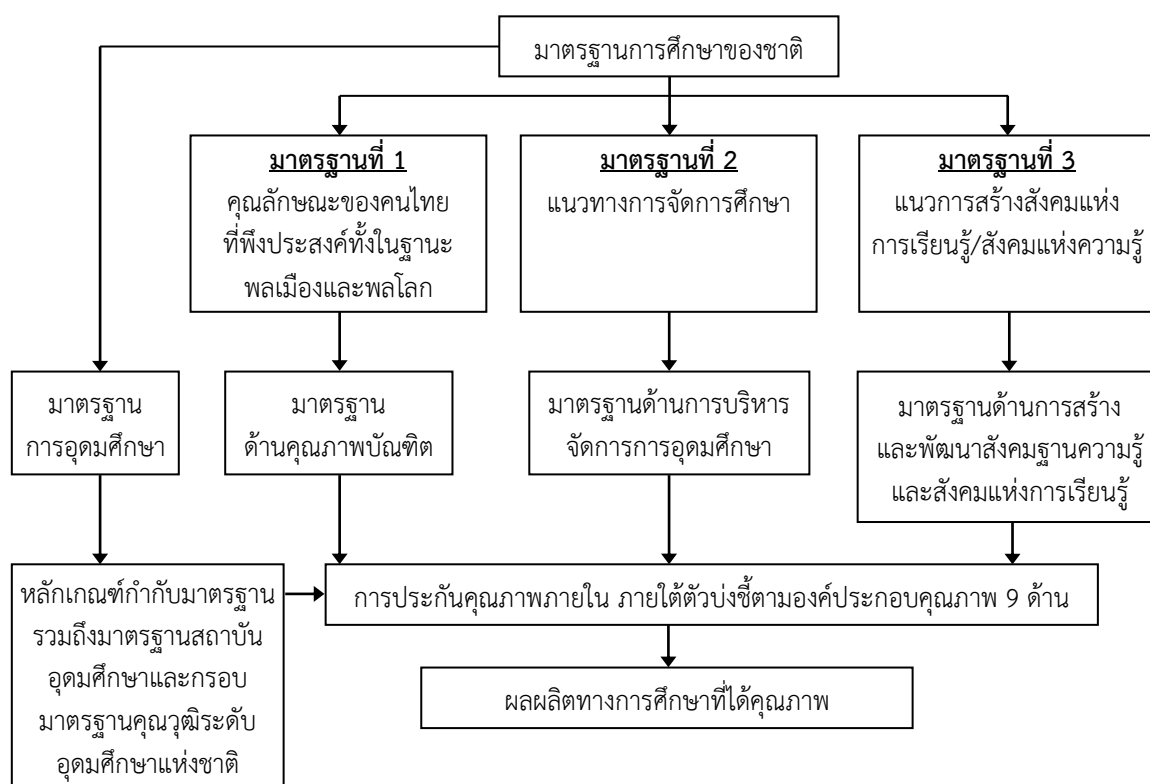 มาตรฐานการศึกษาของชาติ
มาตรฐานที่ 1
คุณลักษณะของคนไทย
ที่พึงประสงค์ทั้งในฐานะ
พลเมืองและพลโลก
มาตรฐานที่ 2
แนวทางการจัดการศึกษา
มาตรฐานที่ 3
แนวการสร้างสังคมแห่ง
การเรียนรู้/สังคมแห่งความรู้
มาตรฐาน
การอุดมศึกษา
มาตรฐาน
ด้านคุณภาพบัณฑิต
มาตรฐานด้านการบริหาร
จัดการการอุดมศึกษา
มาตรฐานด้านการสร้าง
และพัฒนาสังคมฐานความรู้
และสังคมแห่งการเรียนรู้
หลักเกณฑ์กำกับมาตรฐาน
รวมถึงมาตรฐานสถาบัน
อุดมศึกษาและกรอบ
มาตรฐานคุณวุฒิระดับ
อุดมศึกษาแห่งชาติ
การประกันคุณภาพภายใน ภายใต้ตัวบ่งชี้ตามองค์ประกอบคุณภาพ 9 ด้าน
ผลผลิตทางการศึกษาที่ได้คุณภาพ